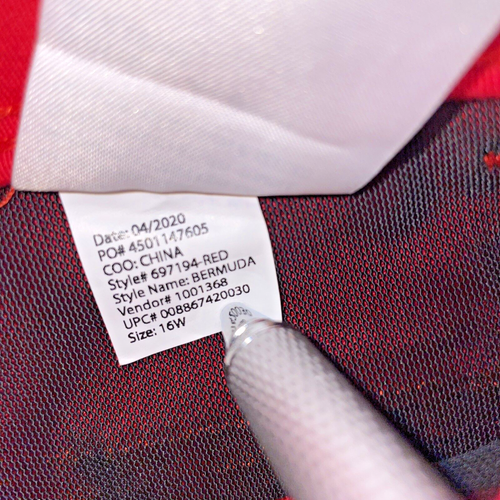 Date: 04/2020
PO# 4501147605
COO: CHINA
Style# 697194-RED
Style Name: BERMUDA
Vendor# 1001368
UPC# 008867420030
Size: 16W